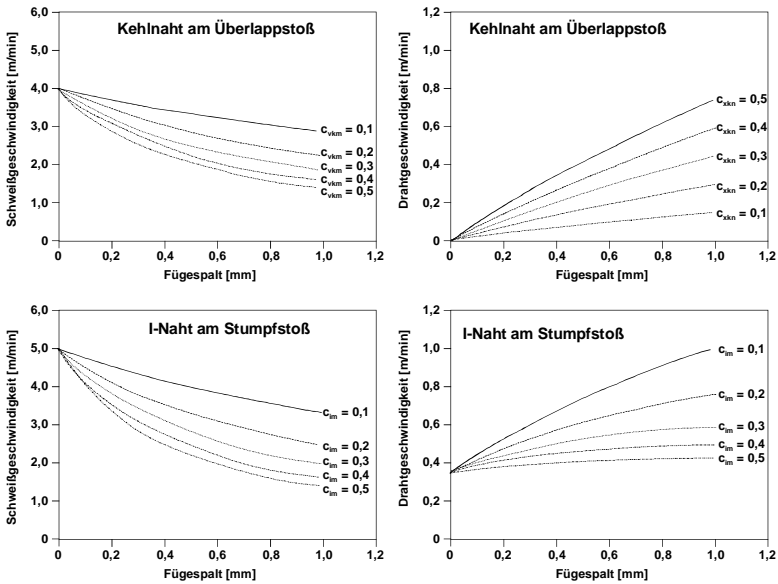 Kehlnaht am Überlappstoß
Schweißgeschwindigkeit [m/min]
6,0
5,0
4,0
3,0
2,0
1,0
0
c_vkm = 0,1
c_vkm = 0,2
c_vkm = 0,3
c_vkm = 0,4
c_vkm = 0,5
0 0,2 0,4 0,6 0,8 1,0 1,2
Fügespalt [mm]
Kehlnaht am Überlappstoß
Drahtgeschwindigkeit [m/min]
1,2
1,0
0,8
0,6
0,4
0,2
0
c_xkn = 0,5
c_xkn = 0,4
c_xkn = 0,3
c_xkn = 0,2
c_xkn = 0,1
0 0,2 0,4 0,6 0,8 1,0 1,2
Fügespalt [mm]
I-Naht am Stumpfstoß
Schweißgeschwindigkeit [m/min]
6,0
5,0
4,0
3,0
2,0
1,0
0
c_im = 0,1
c_im = 0,2
c_im = 0,3
c_im = 0,4
c_im = 0,5
0 0,2 0,4 0,6 0,8 1,0 1,2
Fügespalt [mm]
I-Naht am Stumpfstoß
Drahtgeschwindigkeit [m/min]
1,2
1,0
0,8
0,6
0,4
0,2
0
c_im = 0,1
c_im = 0,2
c_im = 0,3
c_im = 0,4
c_im = 0,5
0 0,2 0,4 0,6 0,8 1,0 1,2
Fügespalt [mm]